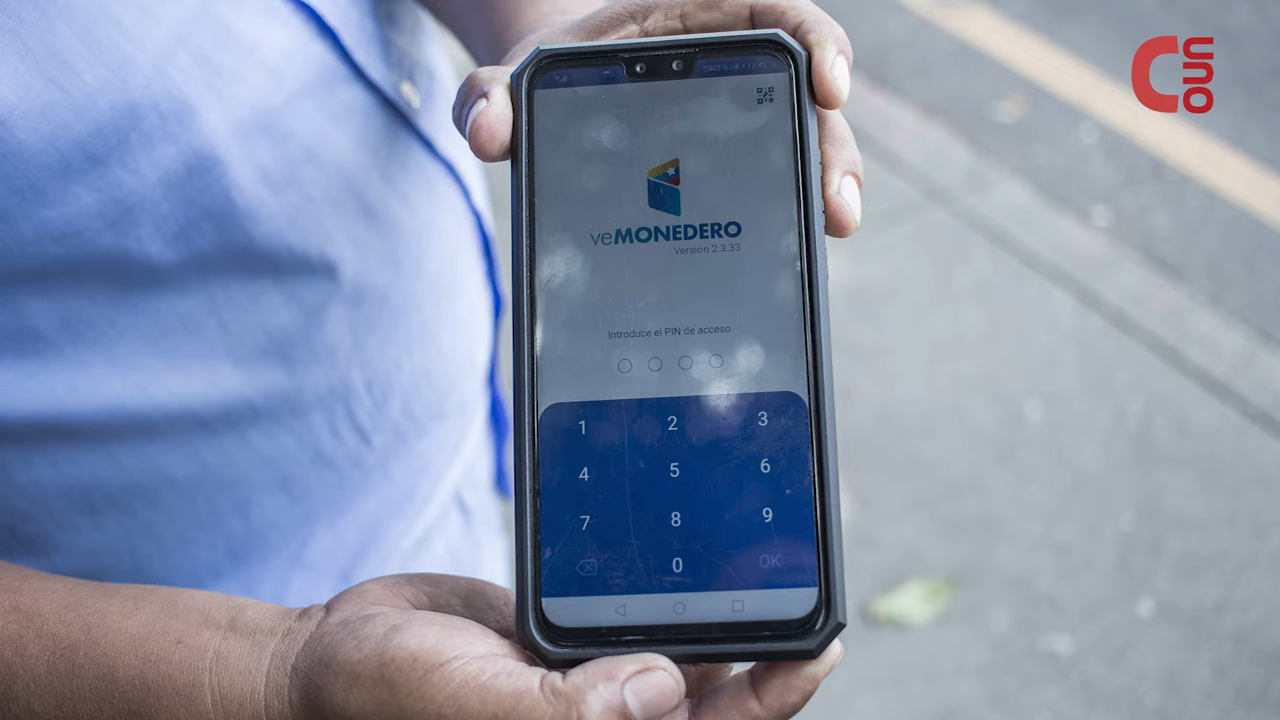 C uno
veMONEDERO
Version 2.3.33
Introduce el PIN de acceso
1 2 3
4 5 6
7 8 9
0 OK